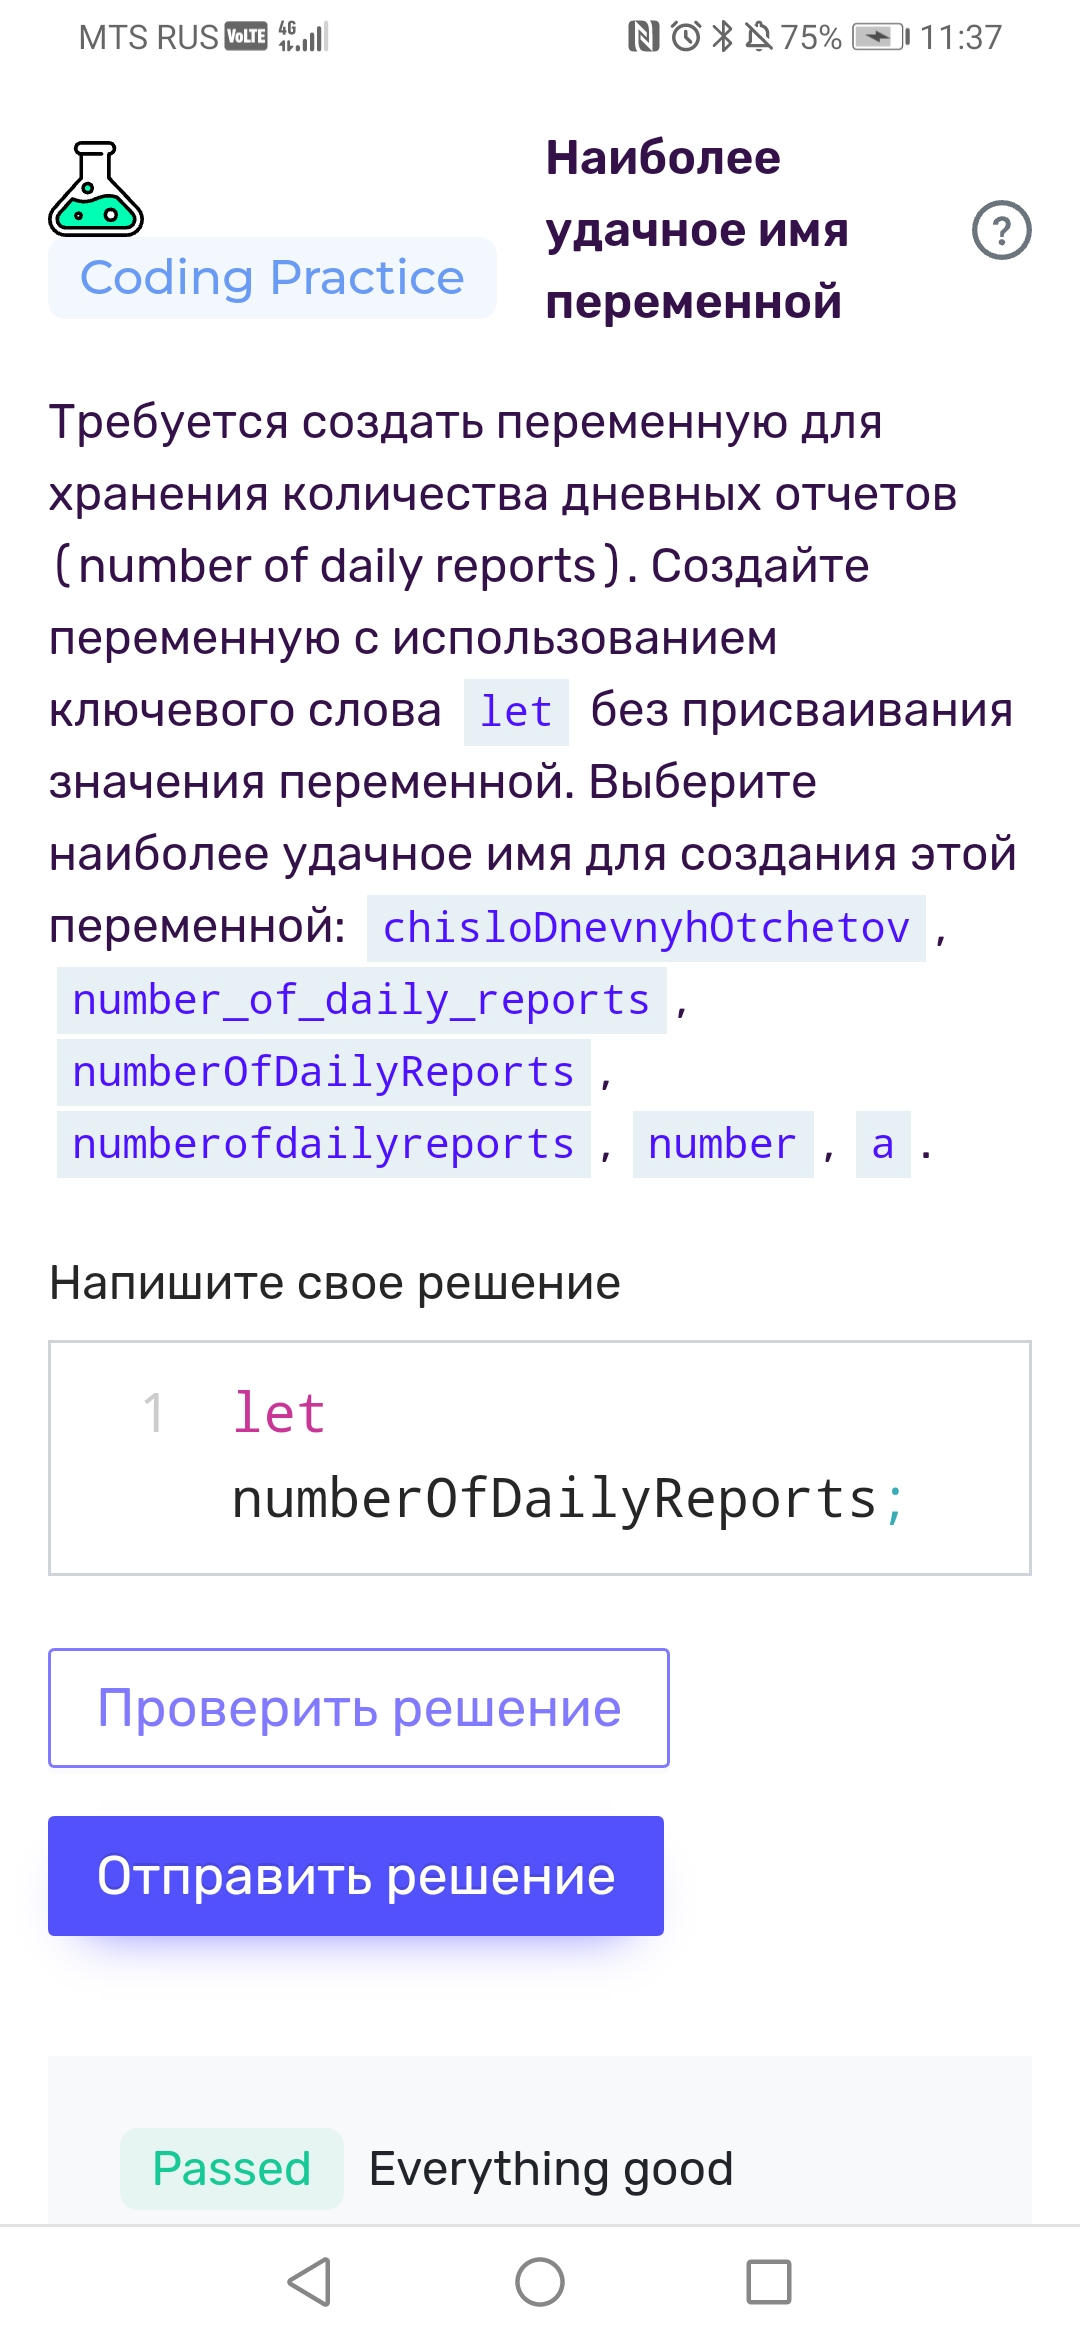 MTS RUS VoLTE 4G 75% 11:37
Coding Practice
Наиболее
удачное имя
переменной
?
Требуется создать переменную для
хранения количества дневных отчетов
(number of daily reports). Создайте
переменную с использованием
ключевого слова let без присваивания
значения переменной. Выберите
наиболее удачное имя для создания этой
переменной: chisloDnevnyhOtchetov,
number_of_daily_reports,
numberOfDailyReports,
numberofdailyreports, number, a.
Напишите свое решение
1 let
numberOfDailyReports;
Проверить решение
Отправить решение
Passed Everything good